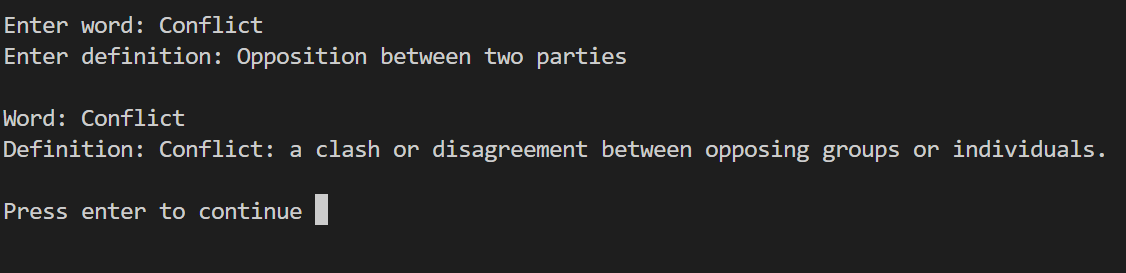 Enter word: Conflict
Enter definition: Opposition between two parties
Word: Conflict
Definition: Conflict: a clash or disagreement between opposing groups or individuals.
Press enter to continue